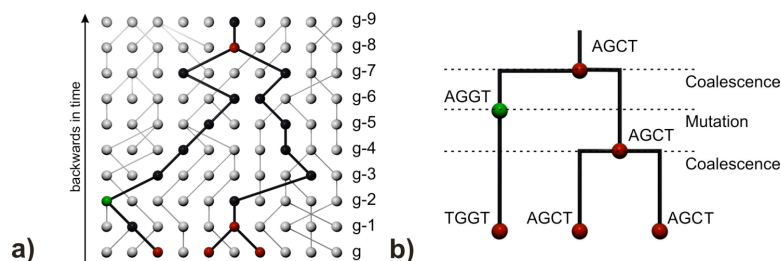 backwards in time
g-9
g-8
g-7
g-6
g-5
g-4
g-3
g-2
g-1
g
a)
AGCT
Coalescence
AGGT
Mutation
AGCT
Coalescence
TGGT
AGCT
AGCT
b)